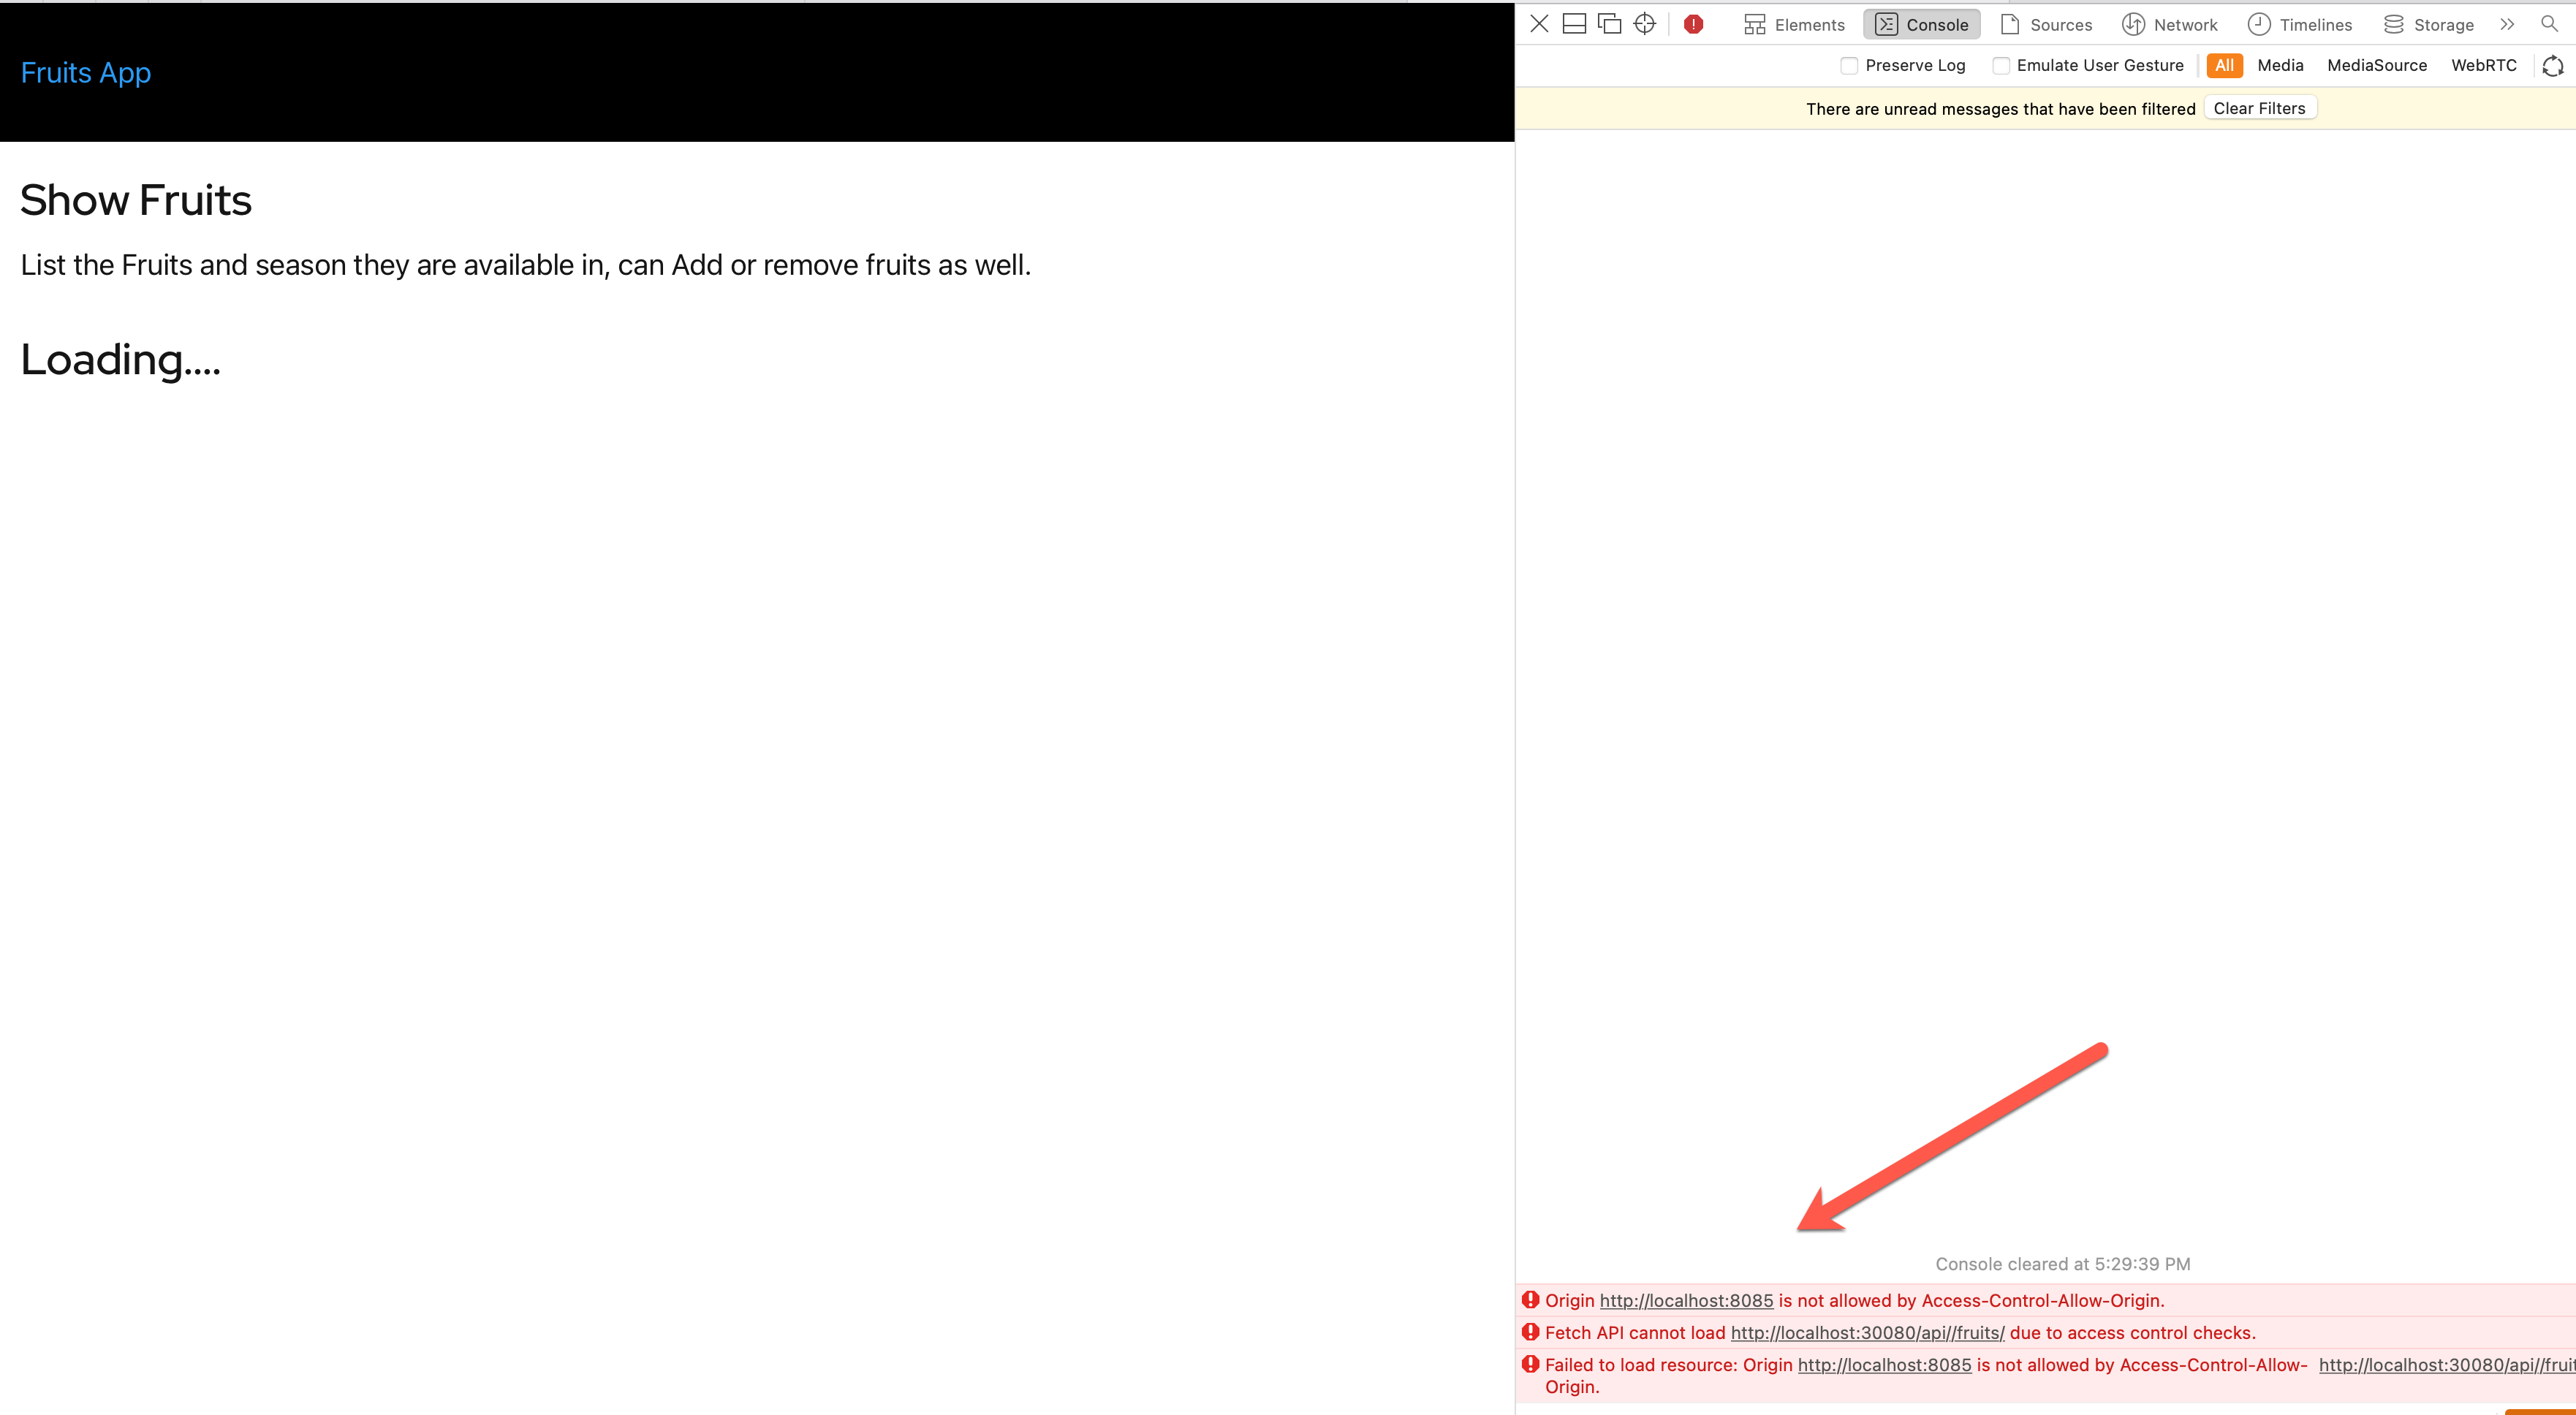 Fruits App
Show Fruits
List the Fruits and season they are available in, can Add or remove fruits as well.
Loading....
Elements Console Sources Network Timelines Storage
Preserve Log Emulate User Gesture All Media MediaSource WebRTC
There are unread messages that have been filtered Clear Filters
Console cleared at 5:29:39 PM
Origin http://localhost:8085 is not allowed by Access-Control-Allow-Origin.
Fetch API cannot load http://localhost:30080/api//fruits/ due to access control checks.
Failed to load resource: Origin http://localhost:8085 is not allowed by Access-Control-Allow- http://localhost:30080/api//fruit
Origin.